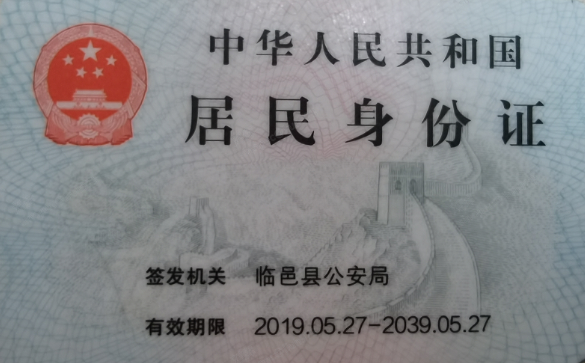 中华人民共和国
居民身份证
签发机关 临邑县公安局
有效期限 2019.05.27-2039.05.27